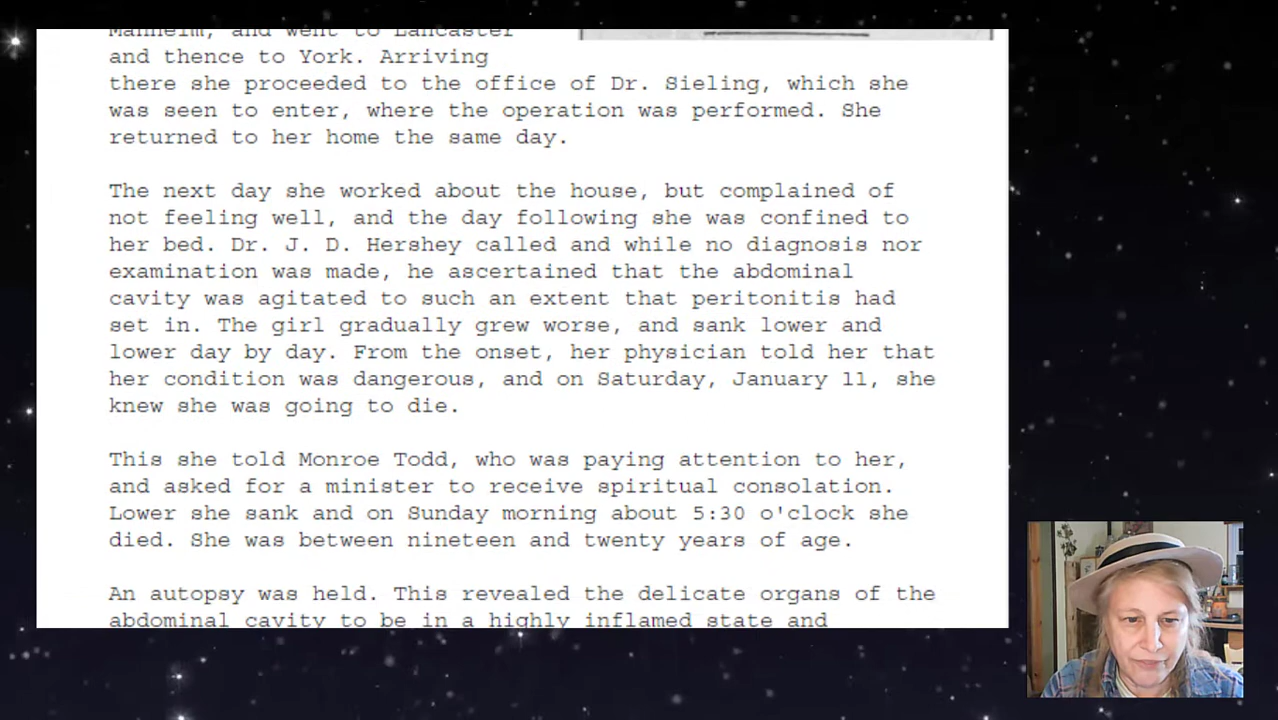 Manheim, and went to Lancaster
and thence to York. Arriving
there she proceeded to the office of Dr. Sieling, which she
was seen to enter, where the operation was performed. She
returned to her home the same day.
The next day she worked about the house, but complained of
not feeling well, and the day following she was confined to
her bed. Dr. J. D. Hershey called and while no diagnosis nor
examination was made, he ascertained that the abdominal
cavity was agitated to such an extent that peritonitis had
set in. The girl gradually grew worse, and sank lower and
lower day by day. From the onset, her physician told her that
her condition was dangerous, and on Saturday, January 11, she
knew she was going to die.
This she told Monroe Todd, who was paying attention to her,
and asked for a minister to receive spiritual consolation.
Lower she sank and on Sunday morning about 5:30 o'clock she
died. She was between nineteen and twenty years of age.
An autopsy was held. This revealed the delicate organs of the
abdominal cavity to be in a highly inflamed state and